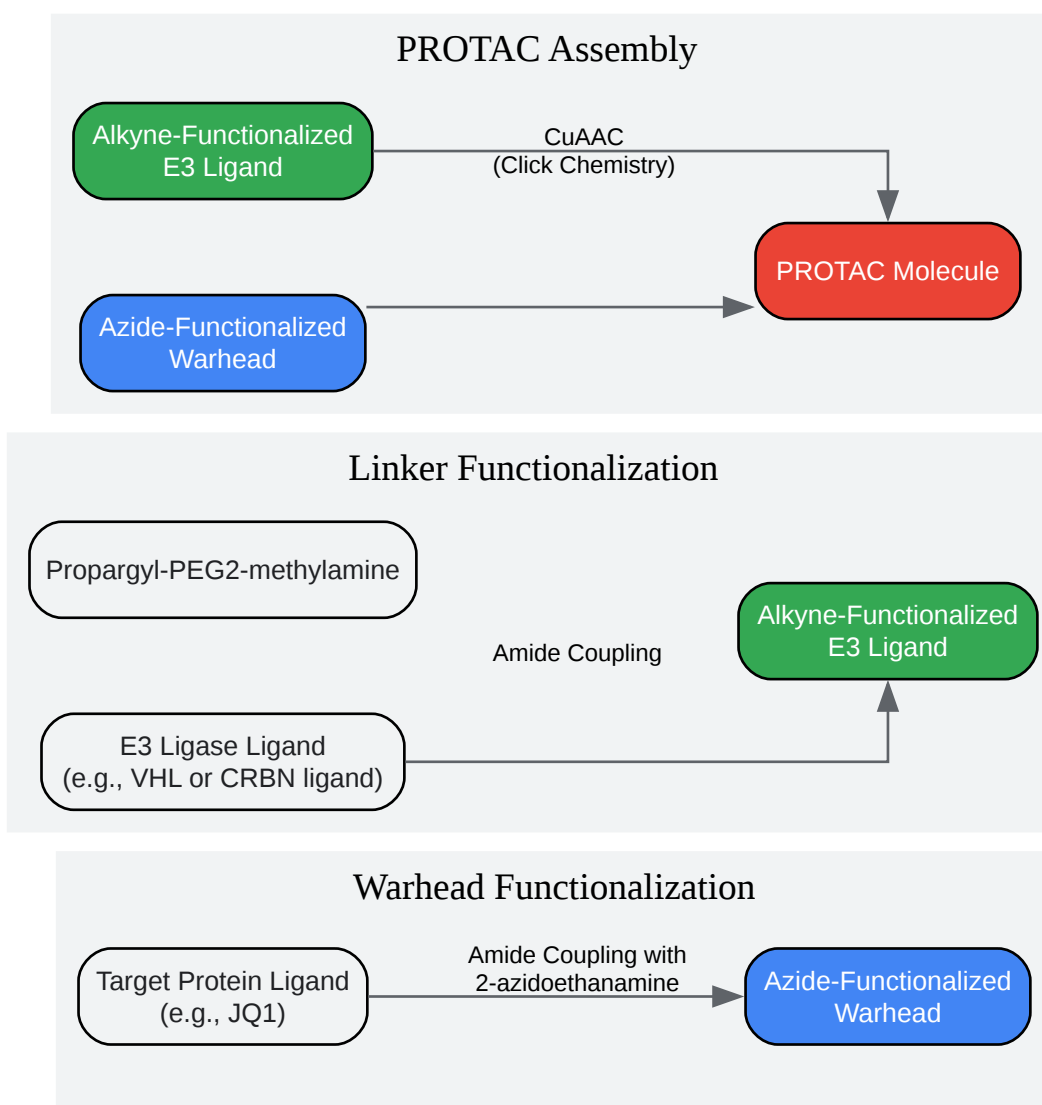 PROTAC Assembly
Alkyne-Functionalized
E3 Ligand
CuAAC
(Click Chemistry)
PROTAC Molecule
Azide-Functionalized
Warhead
Linker Functionalization
Propargyl-PEG2-methylamine
Alkyne-Functionalized
E3 Ligand
Amide Coupling
E3 Ligase Ligand
(e.g., VHL or CRBN ligand)
Warhead Functionalization
Target Protein Ligand
(e.g., JQ1)
Amide Coupling with
2-azidoethanamine
Azide-Functionalized
Warhead